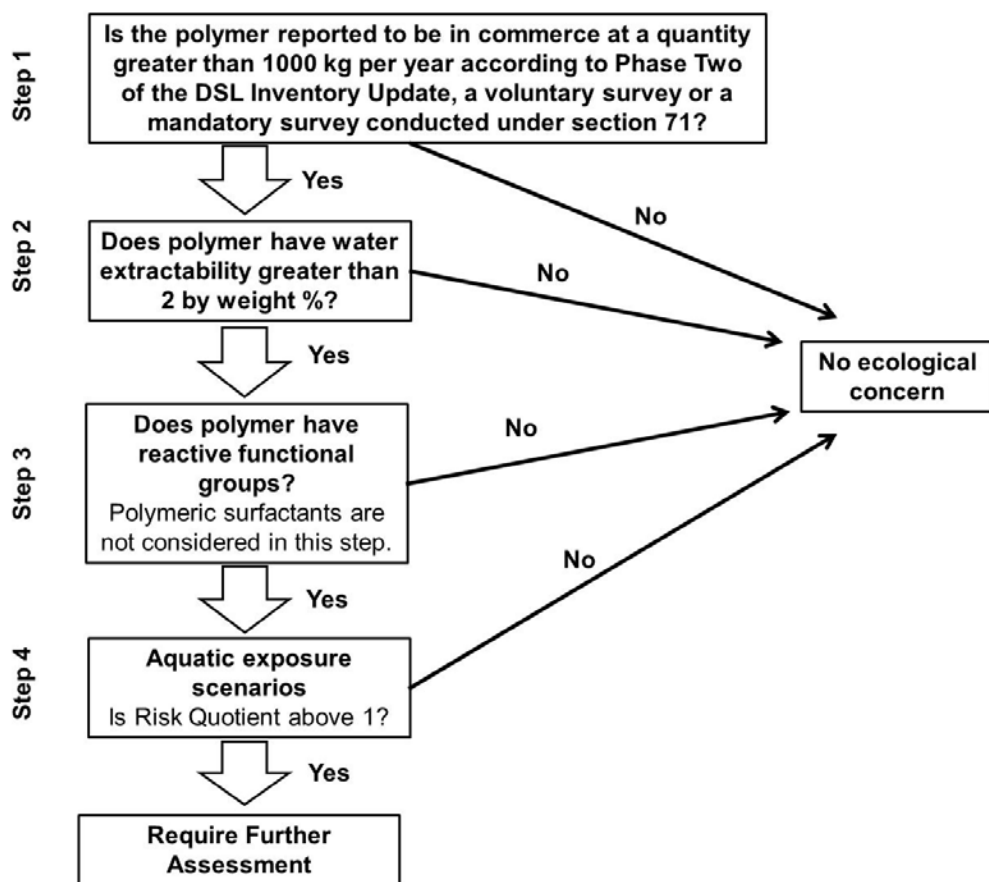 Step 1
Is the polymer reported to be in commerce at a quantity
greater than 1000 kg per year according to Phase Two
of the DSL Inventory Update, a voluntary survey or a
mandatory survey conducted under section 71?
Yes
No
Step 2
Does polymer have water
extractability greater than
2 by weight %?
No
Yes
No ecological
concern
Step 3
Does polymer have
reactive functional
groups?
Polymeric surfactants are
not considered in this step.
No
Yes
No
Step 4
Aquatic exposure
scenarios
Is Risk Quotient above 1?
Yes
Require Further
Assessment